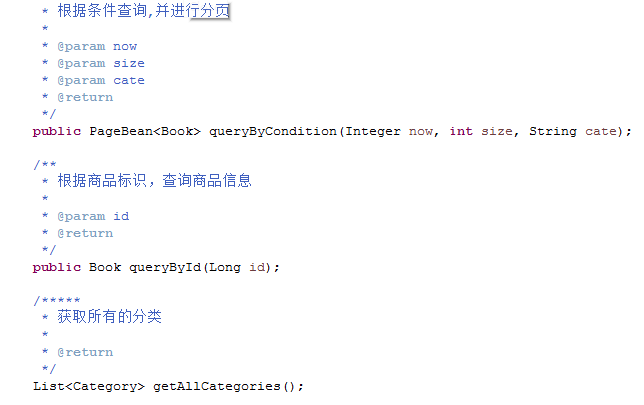 * 根据条件查询,并进行分页
*
* @param now
* @param size
* @param cate
* @return
*/
public PageBean<Book> queryByCondition(Integer now, int size, String cate);
/**
* 根据商品标识，查询商品信息
*
* @param id
* @return
*/
public Book queryById(Long id);
/*****
* 获取所有的分类
*
* @return
*/
List<Category> getAllCategories();